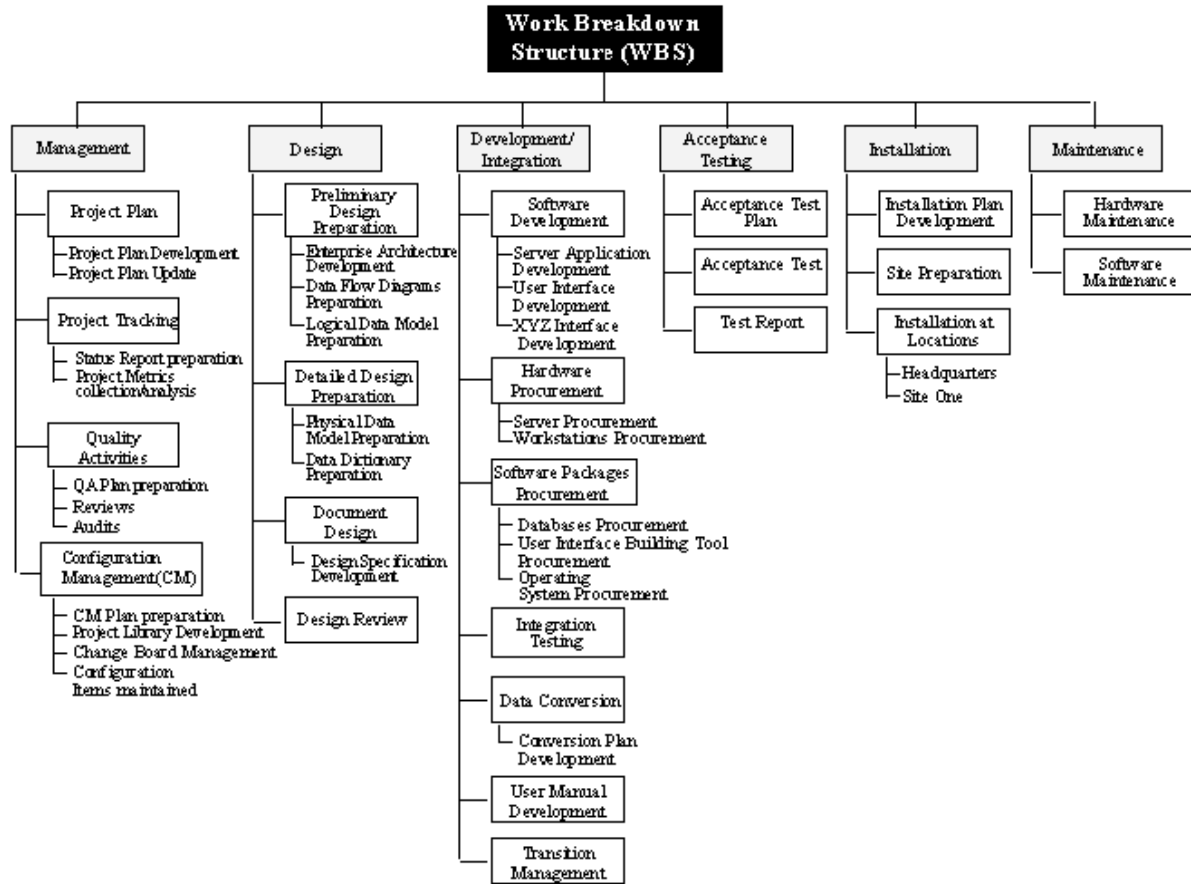 Work Breakdown
Structure (WBS)
Management
Project Plan
Project Plan Development
Project Plan Update
Project Tracking
Status Report preparation
Project Metrics
collection/Analysis
Quality
Activities
QA Plan preparation
Reviews
Audits
Configuration
Management(CM)
CM Plan preparation
Project Library Development
Change Board Management
Configuration
Items maintained
Design
Preliminary
Design
Preparation
Enterprise Architecture
Development
Data Flow Diagrams
Preparation
Logical Data Model
Preparation
Detailed Design
Preparation
Physical Data
Model Preparation
Data Dictionary
Preparation
Document
Design
Design Specification
Development
Design Review
Development/
Integration
Software
Development
Server Application
Development
User Interface
Development
XYZ Interface
Development
Hardware
Procurement
Server Procurement
Workstations Procurement
Software Packages
Procurement
Databases Procurement
User Interface Building Tool
Procurement
Operating
System Procurement
Integration
Testing
Data Conversion
Conversion Plan
Development
User Manual
Development
Transition
Management
Acceptance
Testing
Acceptance Test
Plan
Acceptance Test
Test Report
Installation
Installation Plan
Development
Site Preparation
Installation at
Locations
Headquarters
Site One
Maintenance
Hardware
Maintenance
Software
Maintenance